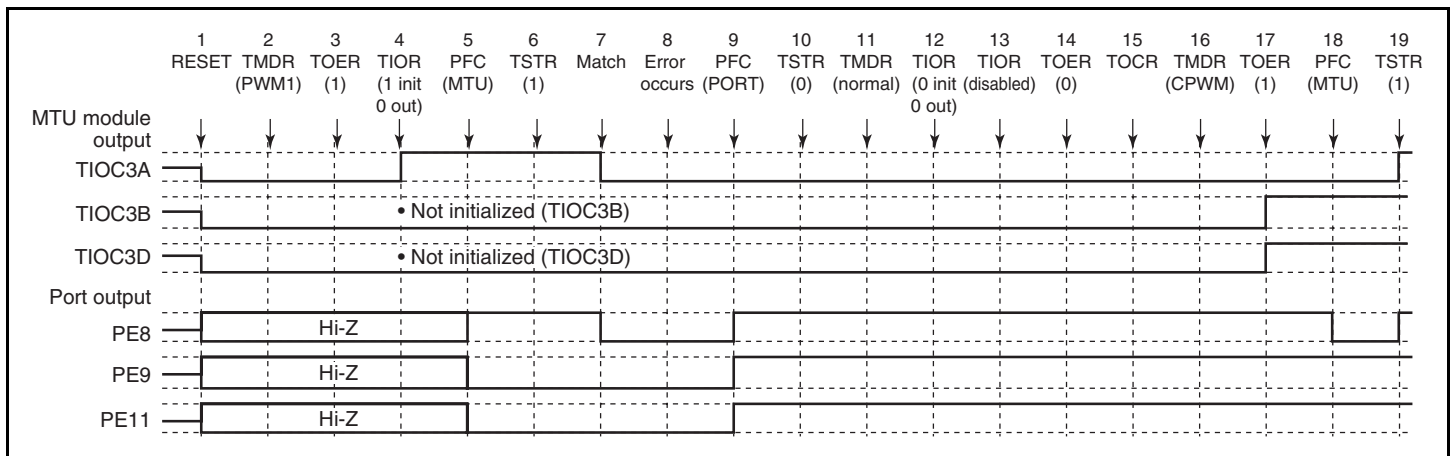 1 2 3 4 5 6 7 8 9 10 11 12 13 14 15 16 17 18 19
RESET TMDR TOER TIOR PFC TSTR Match Error PFC TSTR TMDR TIOR TIOR TOER TOCR TMDR TOER PFC TSTR
(PWM1) (1) (1 init (MTU) (1) occurs (PORT) (0) (normal) (0 init (disabled) (0) (CPWM) (1) (MTU) (1)
0 out) 0 out)
MTU module
output
TIOC3A
TIOC3B • Not initialized (TIOC3B)
TIOC3D • Not initialized (TIOC3D)
Port output
PE8 Hi-Z
PE9 Hi-Z
PE11 Hi-Z